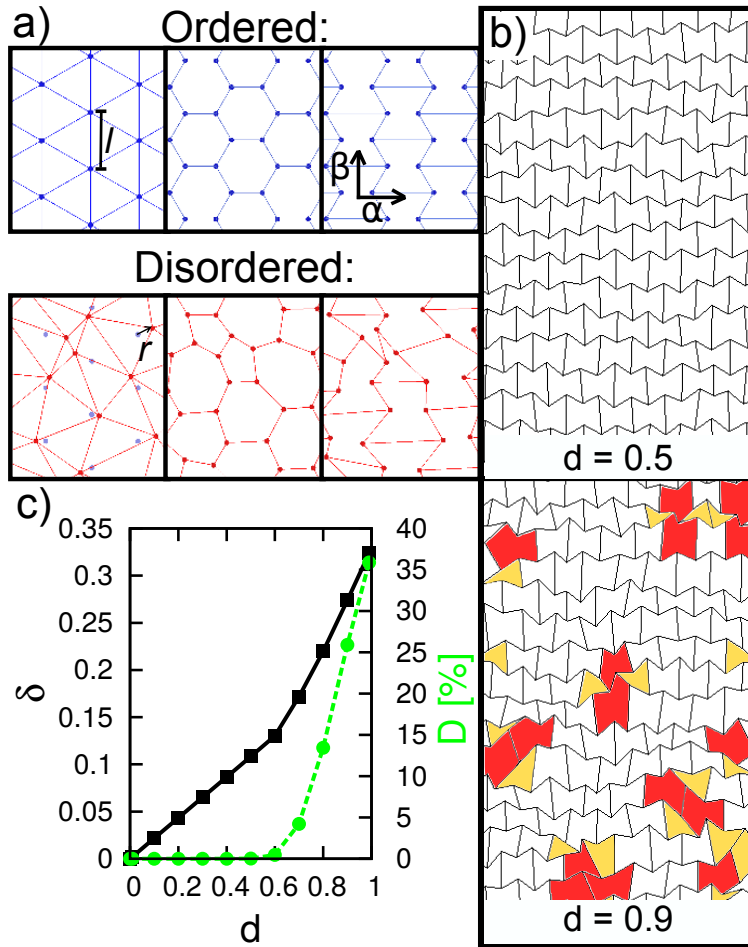 a)
Ordered:
l
β
α
Disordered:
r
b)
d = 0.5
d = 0.9
c)
0.35
0.3
0.25
0.2
0.15
0.1
0.05
0
δ
0 0.2 0.4 0.6 0.8 1
d
40
35
30
25
20
15
10
5
0
D [%]